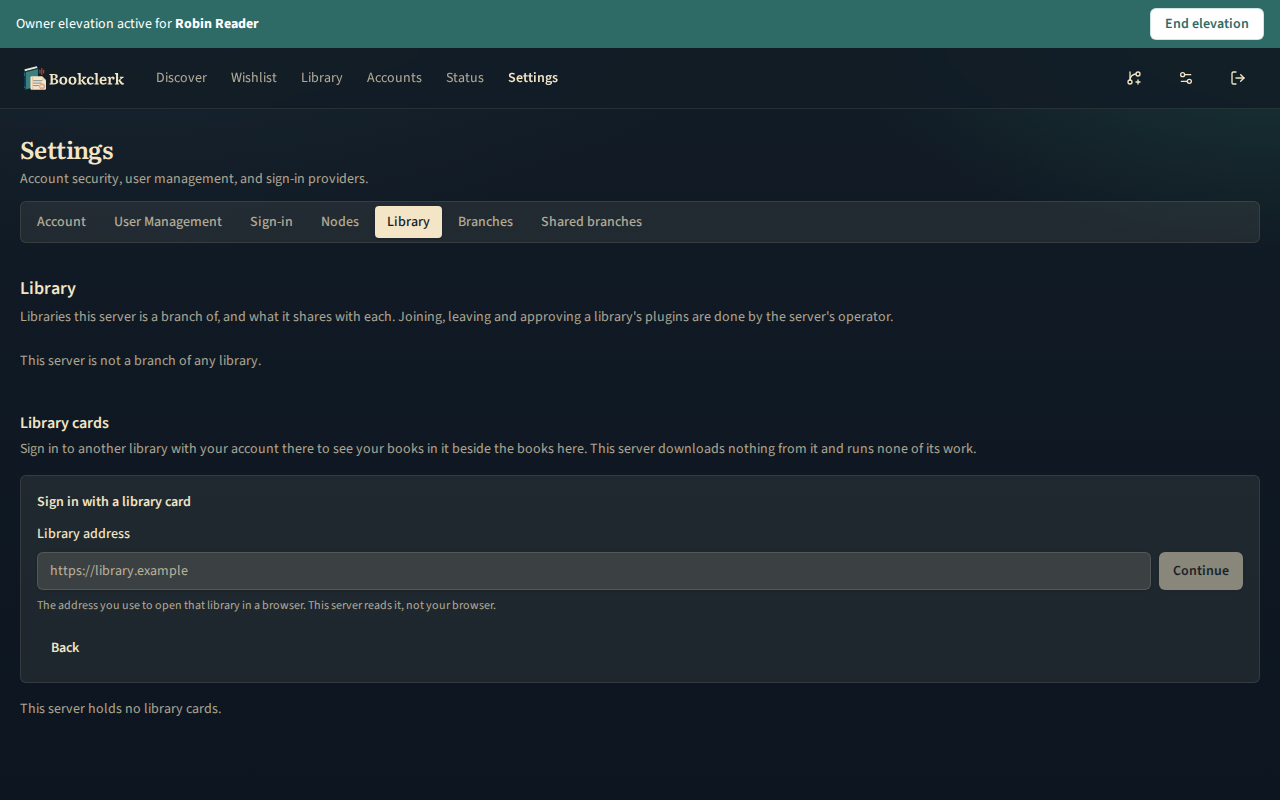 Owner elevation active for Robin Reader
End elevation
Bookclerk
Discover
Wishlist
Library
Accounts
Status
Settings
Settings
Account security, user management, and sign-in providers.
Account
User Management
Sign-in
Nodes
Library
Branches
Shared branches
Library
Libraries this server is a branch of, and what it shares with each. Joining, leaving and approving a library's plugins are done by the server's operator.
This server is not a branch of any library.
Library cards
Sign in to another library with your account there to see your books in it beside the books here. This server downloads nothing from it and runs none of its work.
Sign in with a library card
Library address
https://library.example
Continue
The address you use to open that library in a browser. This server reads it, not your browser.
Back
This server holds no library cards.